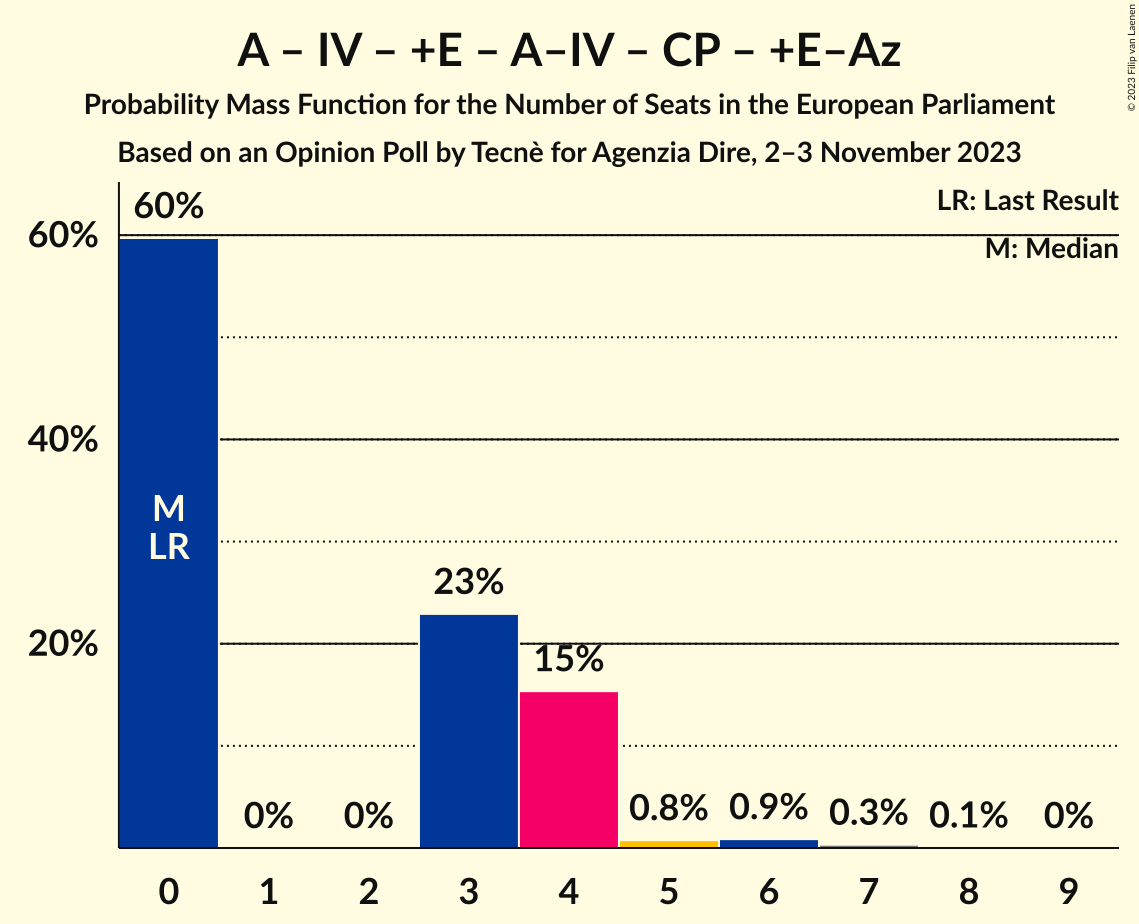 A – IV – +E – A–IV – CP – +E–Az
Probability Mass Function for the Number of Seats in the European Parliament
Based on an Opinion Poll by Tecnè for Agenzia Dire, 2–3 November 2023
© 2023 Filip van Laenen
LR: Last Result
M: Median
60%
40%
20%
60%
M
LR
0%
0%
23%
15%
0.8%
0.9%
0.3%
0.1%
0%
0 1 2 3 4 5 6 7 8 9